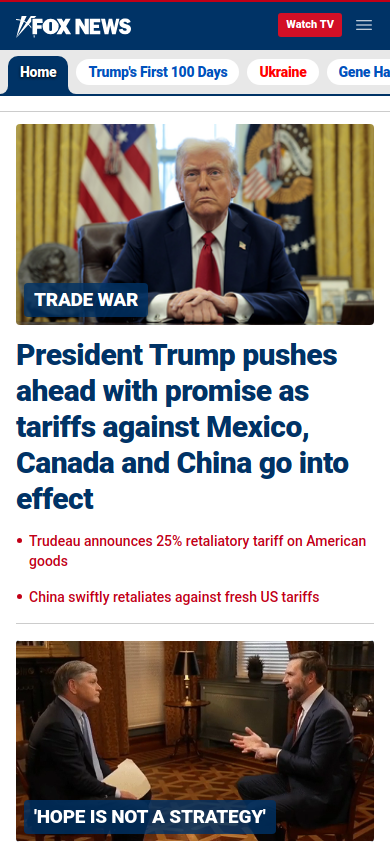 FOX NEWS
Watch TV
Home
Trump's First 100 Days
Ukraine
Gene Ha
TRADE WAR
President Trump pushes
ahead with promise as
tariffs against Mexico,
Canada and China go into
effect
Trudeau announces 25% retaliatory tariff on American
goods
China swiftly retaliates against fresh US tariffs
'HOPE IS NOT A STRATEGY'